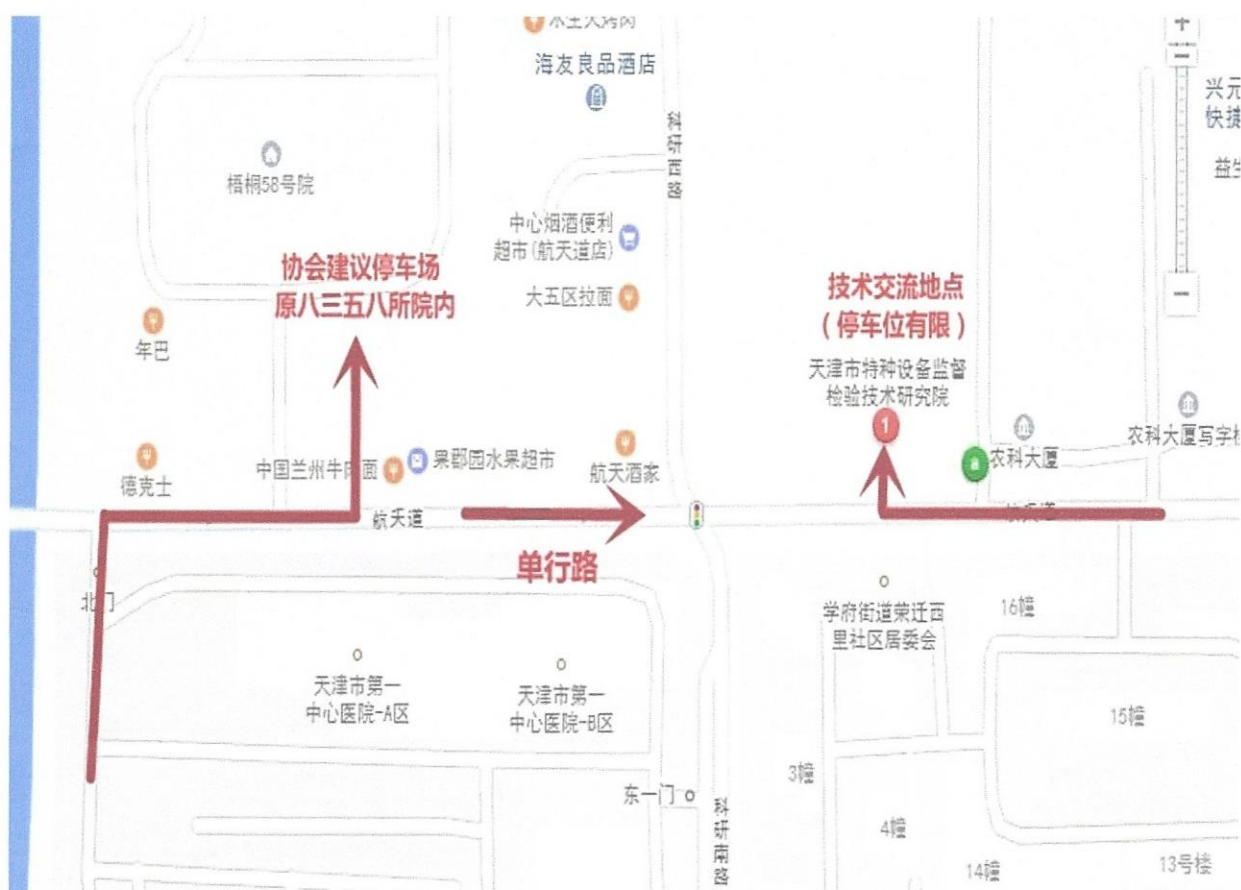 海友良品酒店
兴元
快捷
科研西路
益生
梧桐58号院
中心烟酒便利
超市(航天道店)
协会建议停车场
原八三五八所院内
大五区拉面
技术交流地点
(停车位有限)
年巴
天津市特种设备监督
检验技术研究院
1
农科大厦写字楼
德克士
中国兰州牛肉面
果郡园水果超市
航天酒家
农科大厦
航天道
单行路
北门
学府街道荣迁西
里社区居委会
16幢
天津市第一
中心医院-A区
天津市第一
中心医院-B区
15幢
东一门
科研南路
3幢
4幢
14幢
13号楼